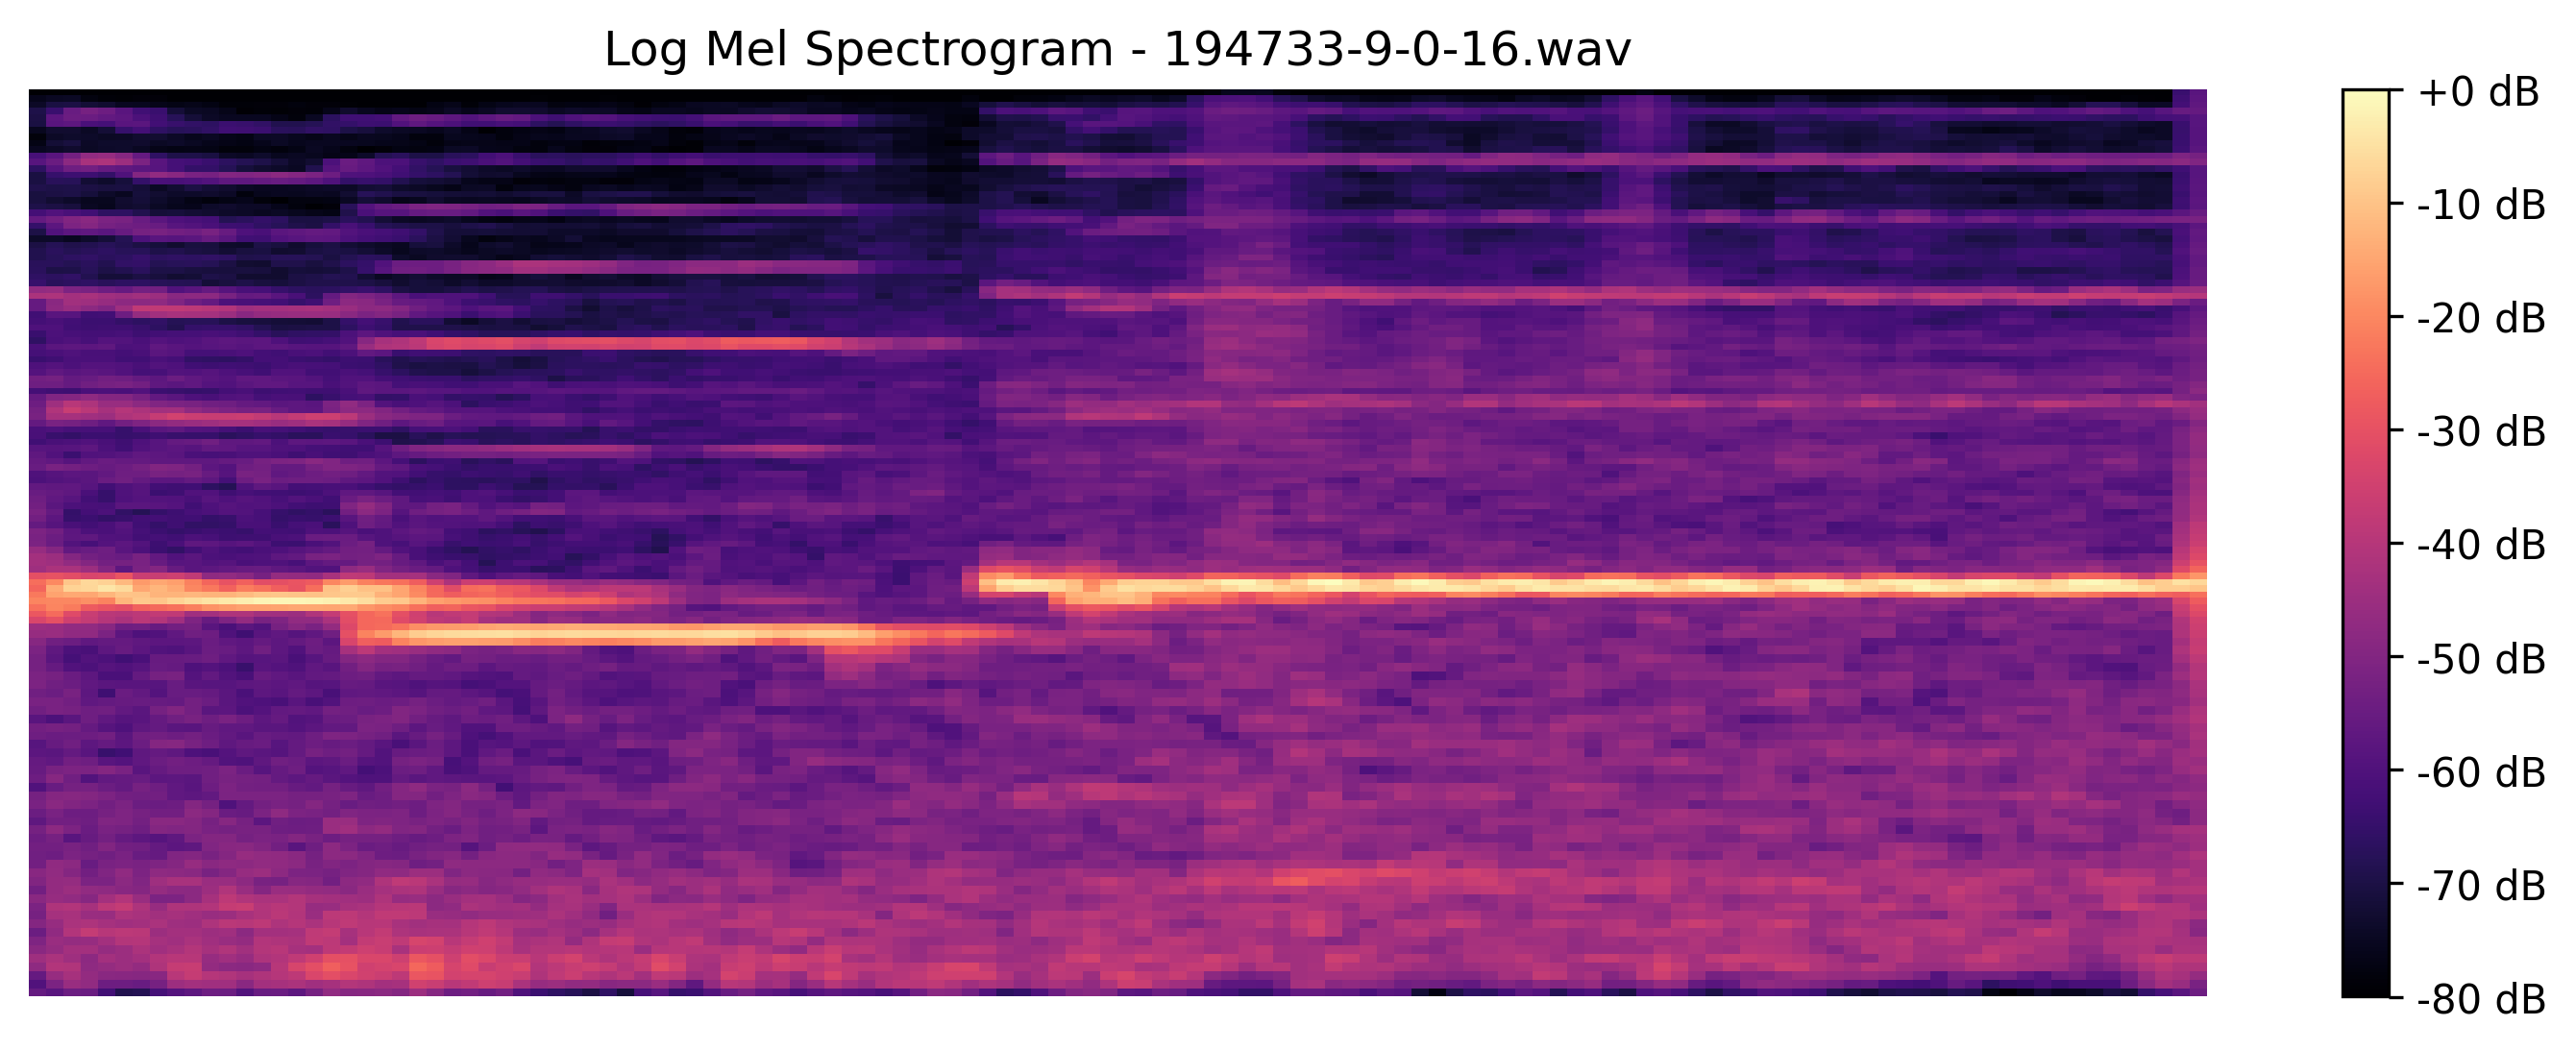 Log Mel Spectrogram - 194733-9-0-16.wav
+0 dB
-10 dB
-20 dB
-30 dB
-40 dB
-50 dB
-60 dB
-70 dB
-80 dB